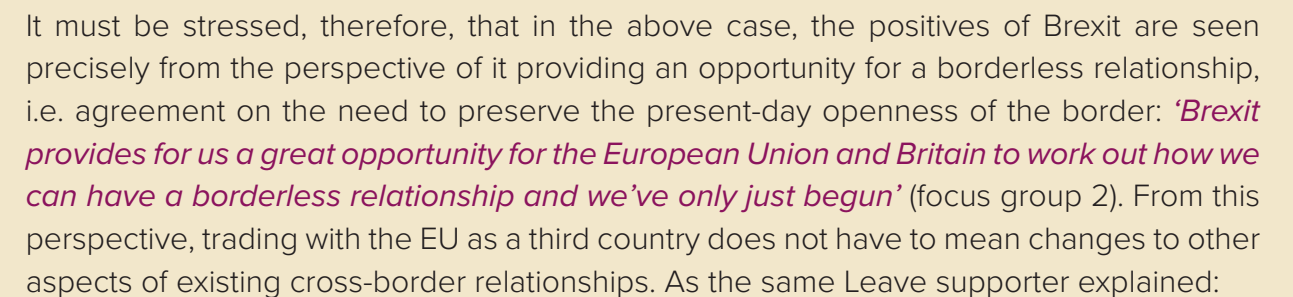 It must be stressed, therefore, that in the above case, the positives of Brexit are seen
precisely from the perspective of it providing an opportunity for a borderless relationship,
i.e. agreement on the need to preserve the present-day openness of the border: ‘Brexit
provides for us a great opportunity for the European Union and Britain to work out how we
can have a borderless relationship and we’ve only just begun’ (focus group 2). From this
perspective, trading with the EU as a third country does not have to mean changes to other
aspects of existing cross-border relationships. As the same Leave supporter explained: